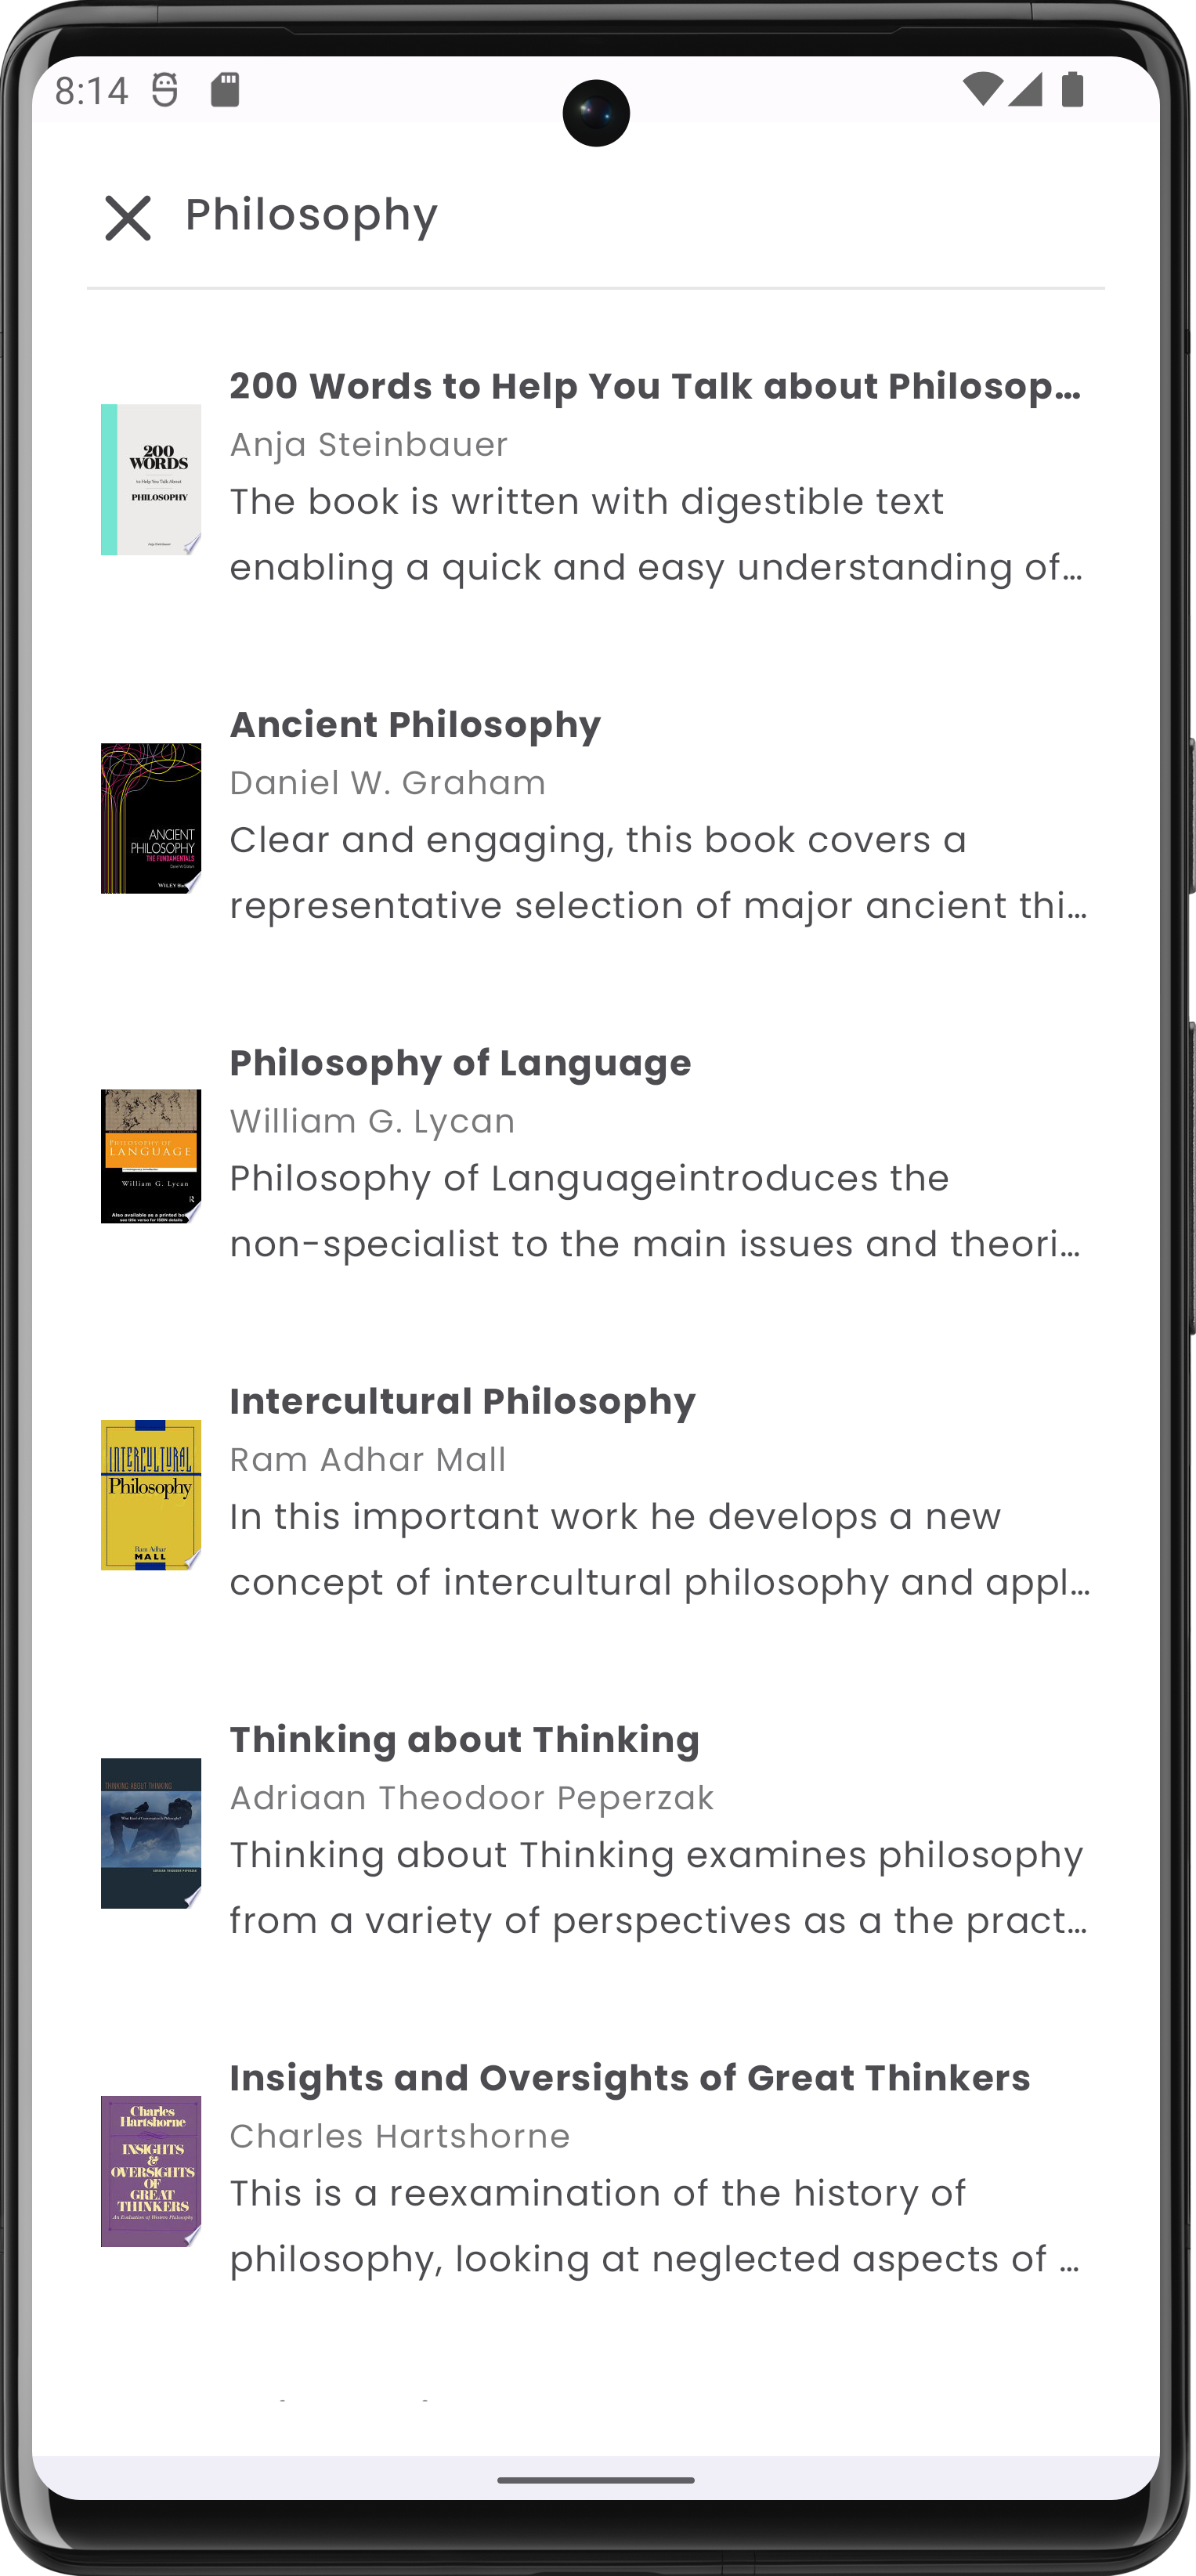 8:14
Philosophy
200 Words to Help You Talk about Philosop...
Anja Steinbauer
The book is written with digestible text
enabling a quick and easy understanding of...
200
WORDS
to Help You Talk About
PHILOSOPHY
Ancient Philosophy
Daniel W. Graham
Clear and engaging, this book covers a
representative selection of major ancient thi...
ANCIENT
PHILOSOPHY
THE FUNDAMENTALS
Philosophy of Language
William G. Lycan
Philosophy of Languageintroduces the
non-specialist to the main issues and theori...
PHILOSOPHY OF
LANGUAGE
William G. Lycan
Intercultural Philosophy
Ram Adhar Mall
In this important work he develops a new
concept of intercultural philosophy and appl...
INTERCULTURAL
Philosophy
Ram Adhar
MALL
Thinking about Thinking
Adriaan Theodoor Peperzak
Thinking about Thinking examines philosophy
from a variety of perspectives as a the pract...
THINKING ABOUT THINKING
Insights and Oversights of Great Thinkers
Charles Hartshorne
This is a reexamination of the history of
philosophy, looking at neglected aspects of ...
Charles
Hartshorne
INSIGHTS
&
OVERSIGHTS
OF
GREAT
THINKERS
An Evaluation of Western Philosophy